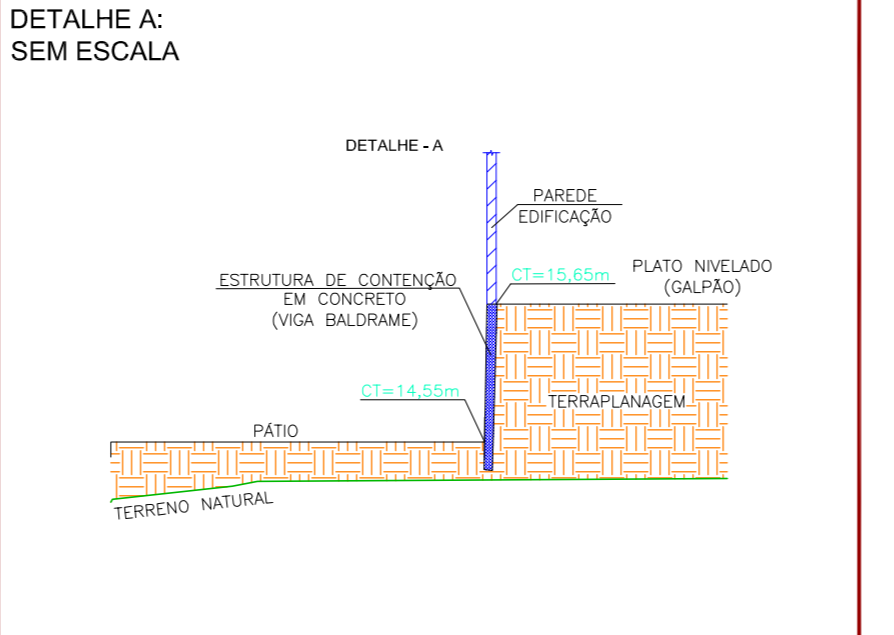 DETALHE A:
SEM ESCALA
DETALHE - A
PAREDE
EDIFICAÇÃO
PLATO NIVELADO
(GALPÃO)
CT=15,65m
ESTRUTURA DE CONTENÇÃO
EM CONCRETO
(VIGA BALDRAME)
CT=14,55m
TERRAPLANAGEM
PÁTIO
TERRENO NATURAL